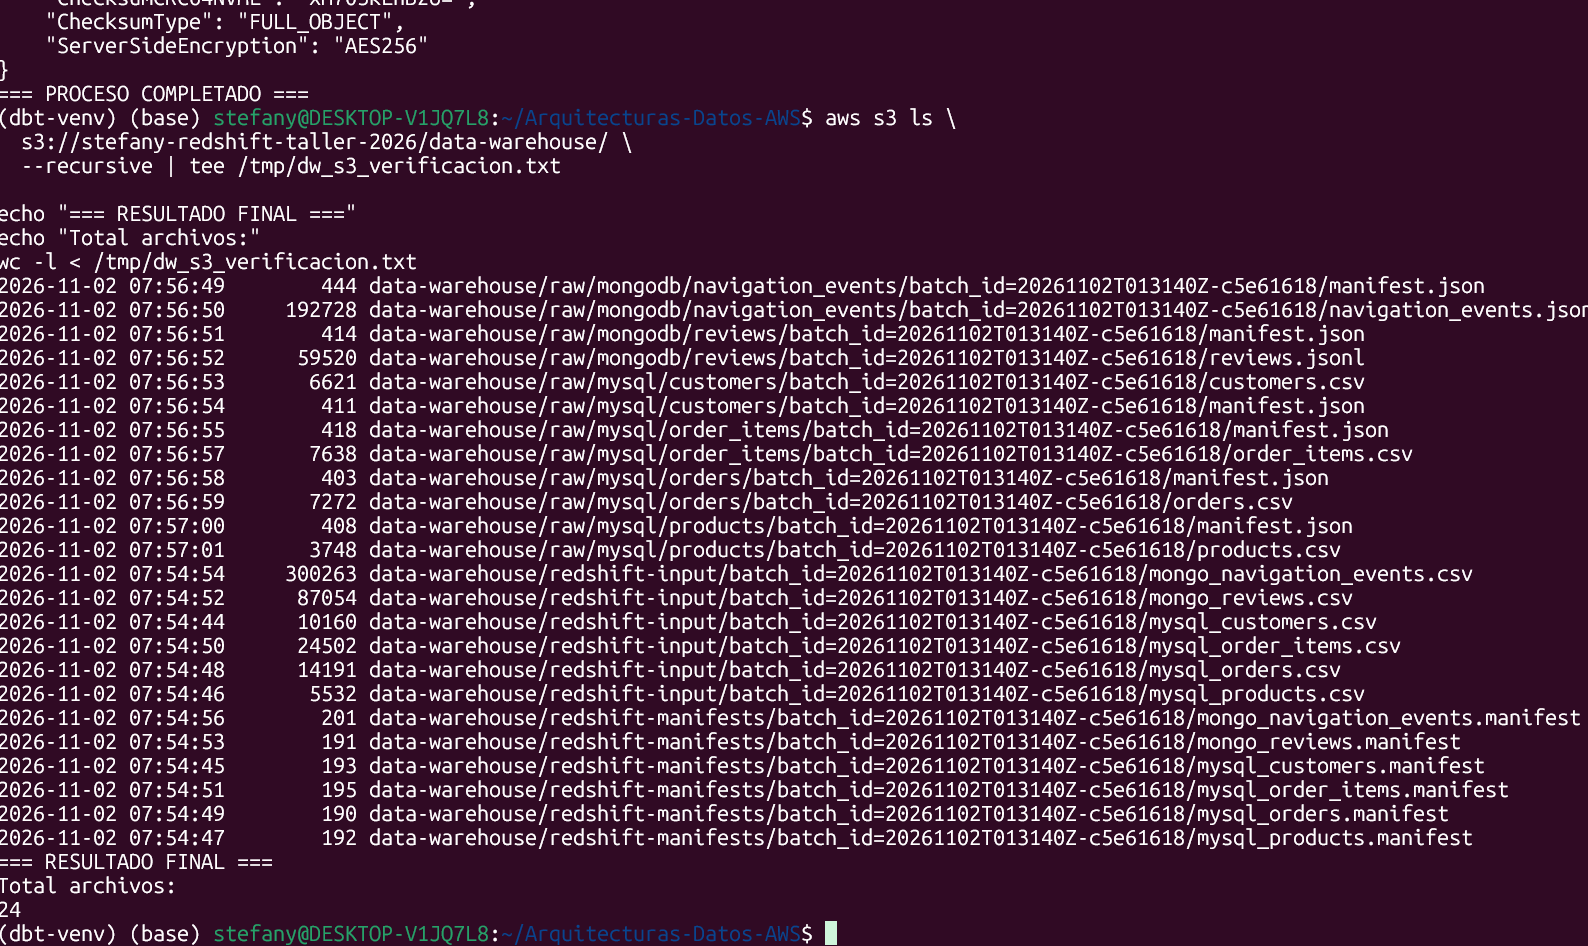 "ChecksumType": "FULL_OBJECT",
"ServerSideEncryption": "AES256"
}
=== PROCESO COMPLETADO ===
(dbt-venv) (base) stefany@DESKTOP-V1JQ7L8:~/Arquitecturas-Datos-AWS$ aws s3 ls \
s3://stefany-redshift-taller-2026/data-warehouse/ \
--recursive | tee /tmp/dw_s3_verificacion.txt
echo "=== RESULTADO FINAL ==="
echo "Total archivos:"
wc -l < /tmp/dw_s3_verificacion.txt
2026-11-02 07:56:49 444 data-warehouse/raw/mongodb/navigation_events/batch_id=20261102T013140Z-c5e61618/manifest.json
2026-11-02 07:56:50 192728 data-warehouse/raw/mongodb/navigation_events/batch_id=20261102T013140Z-c5e61618/navigation_events.json
2026-11-02 07:56:51 414 data-warehouse/raw/mongodb/reviews/batch_id=20261102T013140Z-c5e61618/manifest.json
2026-11-02 07:56:52 59520 data-warehouse/raw/mongodb/reviews/batch_id=20261102T013140Z-c5e61618/reviews.jsonl
2026-11-02 07:56:53 6621 data-warehouse/raw/mysql/customers/batch_id=20261102T013140Z-c5e61618/customers.csv
2026-11-02 07:56:54 411 data-warehouse/raw/mysql/customers/batch_id=20261102T013140Z-c5e61618/manifest.json
2026-11-02 07:56:55 418 data-warehouse/raw/mysql/order_items/batch_id=20261102T013140Z-c5e61618/manifest.json
2026-11-02 07:56:57 7638 data-warehouse/raw/mysql/order_items/batch_id=20261102T013140Z-c5e61618/order_items.csv
2026-11-02 07:56:58 403 data-warehouse/raw/mysql/orders/batch_id=20261102T013140Z-c5e61618/manifest.json
2026-11-02 07:56:59 7272 data-warehouse/raw/mysql/orders/batch_id=20261102T013140Z-c5e61618/orders.csv
2026-11-02 07:57:00 408 data-warehouse/raw/mysql/products/batch_id=20261102T013140Z-c5e61618/manifest.json
2026-11-02 07:57:01 3748 data-warehouse/raw/mysql/products/batch_id=20261102T013140Z-c5e61618/products.csv
2026-11-02 07:54:54 300263 data-warehouse/redshift-input/batch_id=20261102T013140Z-c5e61618/mongo_navigation_events.csv
2026-11-02 07:54:52 87054 data-warehouse/redshift-input/batch_id=20261102T013140Z-c5e61618/mongo_reviews.csv
2026-11-02 07:54:44 10160 data-warehouse/redshift-input/batch_id=20261102T013140Z-c5e61618/mysql_customers.csv
2026-11-02 07:54:50 24502 data-warehouse/redshift-input/batch_id=20261102T013140Z-c5e61618/mysql_order_items.csv
2026-11-02 07:54:48 14191 data-warehouse/redshift-input/batch_id=20261102T013140Z-c5e61618/mysql_orders.csv
2026-11-02 07:54:46 5532 data-warehouse/redshift-input/batch_id=20261102T013140Z-c5e61618/mysql_products.csv
2026-11-02 07:54:56 201 data-warehouse/redshift-manifests/batch_id=20261102T013140Z-c5e61618/mongo_navigation_events.manifest
2026-11-02 07:54:53 191 data-warehouse/redshift-manifests/batch_id=20261102T013140Z-c5e61618/mongo_reviews.manifest
2026-11-02 07:54:45 193 data-warehouse/redshift-manifests/batch_id=20261102T013140Z-c5e61618/mysql_customers.manifest
2026-11-02 07:54:51 195 data-warehouse/redshift-manifests/batch_id=20261102T013140Z-c5e61618/mysql_order_items.manifest
2026-11-02 07:54:49 190 data-warehouse/redshift-manifests/batch_id=20261102T013140Z-c5e61618/mysql_orders.manifest
2026-11-02 07:54:47 192 data-warehouse/redshift-manifests/batch_id=20261102T013140Z-c5e61618/mysql_products.manifest
=== RESULTADO FINAL ===
Total archivos:
24
(dbt-venv) (base) stefany@DESKTOP-V1JQ7L8:~/Arquitecturas-Datos-AWS$